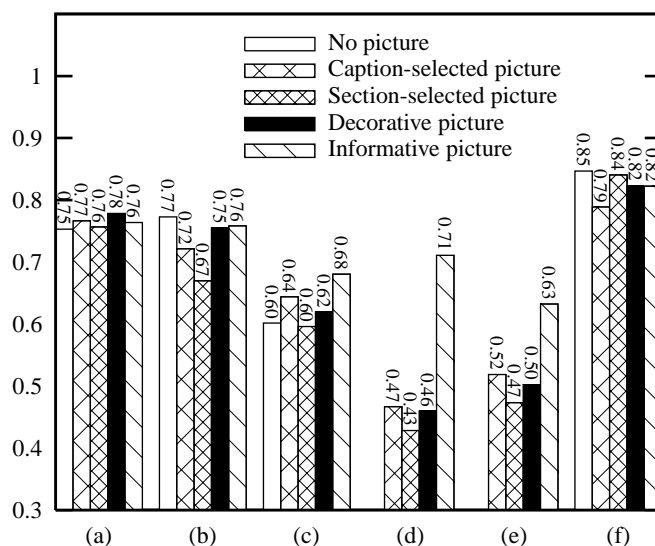 No picture
Caption-selected picture
Section-selected picture
Decorative picture
Informative picture
1
0.9
0.8
0.7
0.6
0.5
0.4
0.3
0.75 0.77 0.76 0.78 0.76
0.77 0.72 0.67 0.75 0.76
0.60 0.64 0.60 0.62 0.68
0.47 0.43 0.46 0.71
0.52 0.47 0.50 0.63
0.85 0.79 0.84 0.82 0.82
(a) (b) (c) (d) (e) (f)